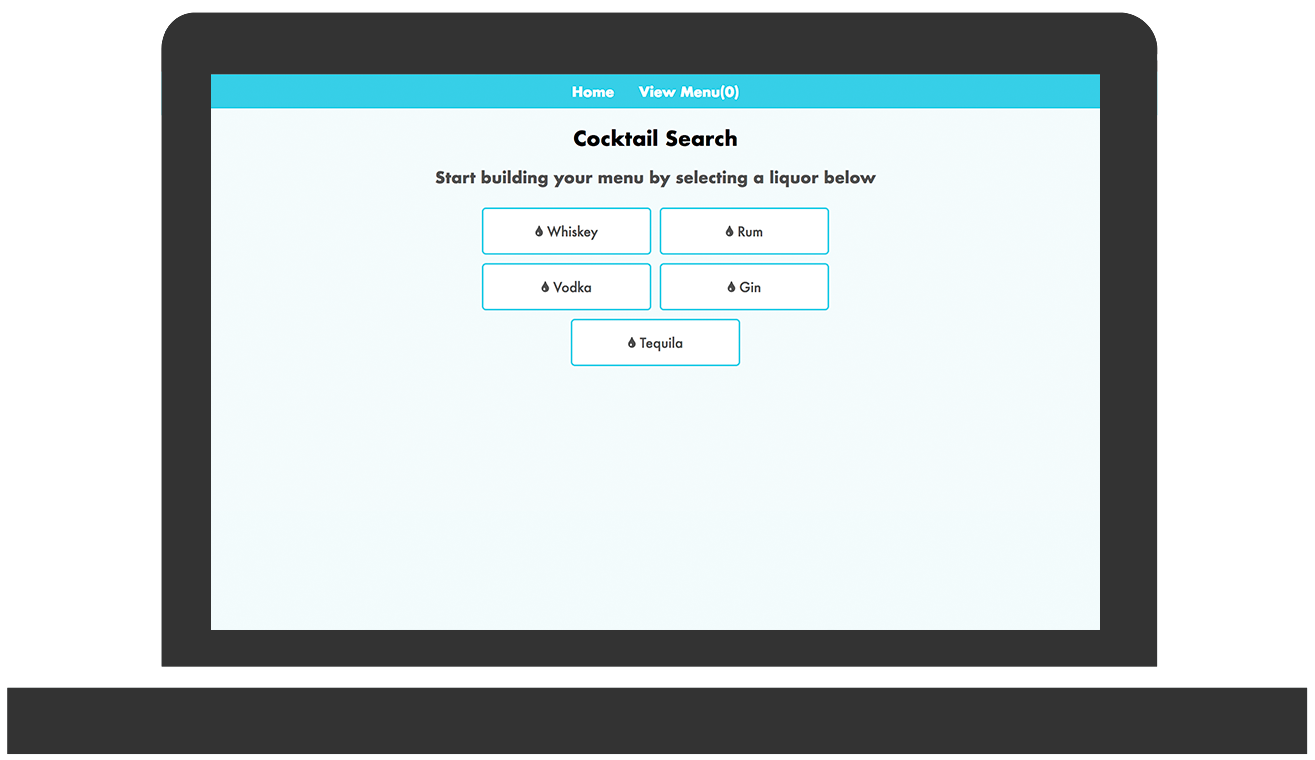 Home View Menu(0)
Cocktail Search
Start building your menu by selecting a liquor below
Whiskey Rum
Vodka Gin
Tequila